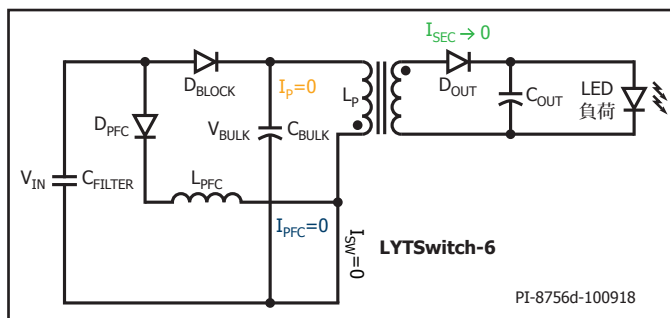 I_SEC → 0
D_BLOCK
D_OUT
I_P=0
L_P
D_PFC
V_BULK
C_BULK
C_OUT
LED
負荷
V_IN
C_FILTER
L_PFC
I_PFC=0
I_SW=0
LYTSwitch-6
PI-8756d-100918